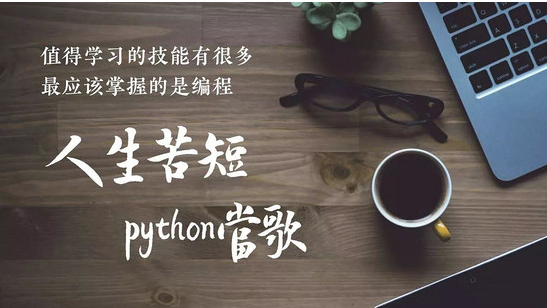 值得学习的技能有很多
最应该掌握的是编程
人生苦短
python當歌